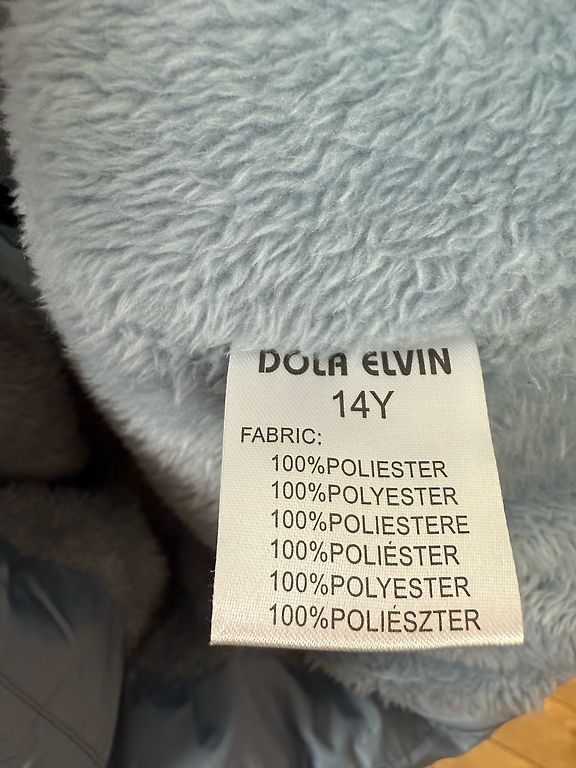 DOLA ELVIN
14Y
FABRIC:
100%POLIESTER
100%POLYESTER
100%POLIESTERE
100%POLIÉSTER
100%POLYESTER
100%POLIÉSZTER